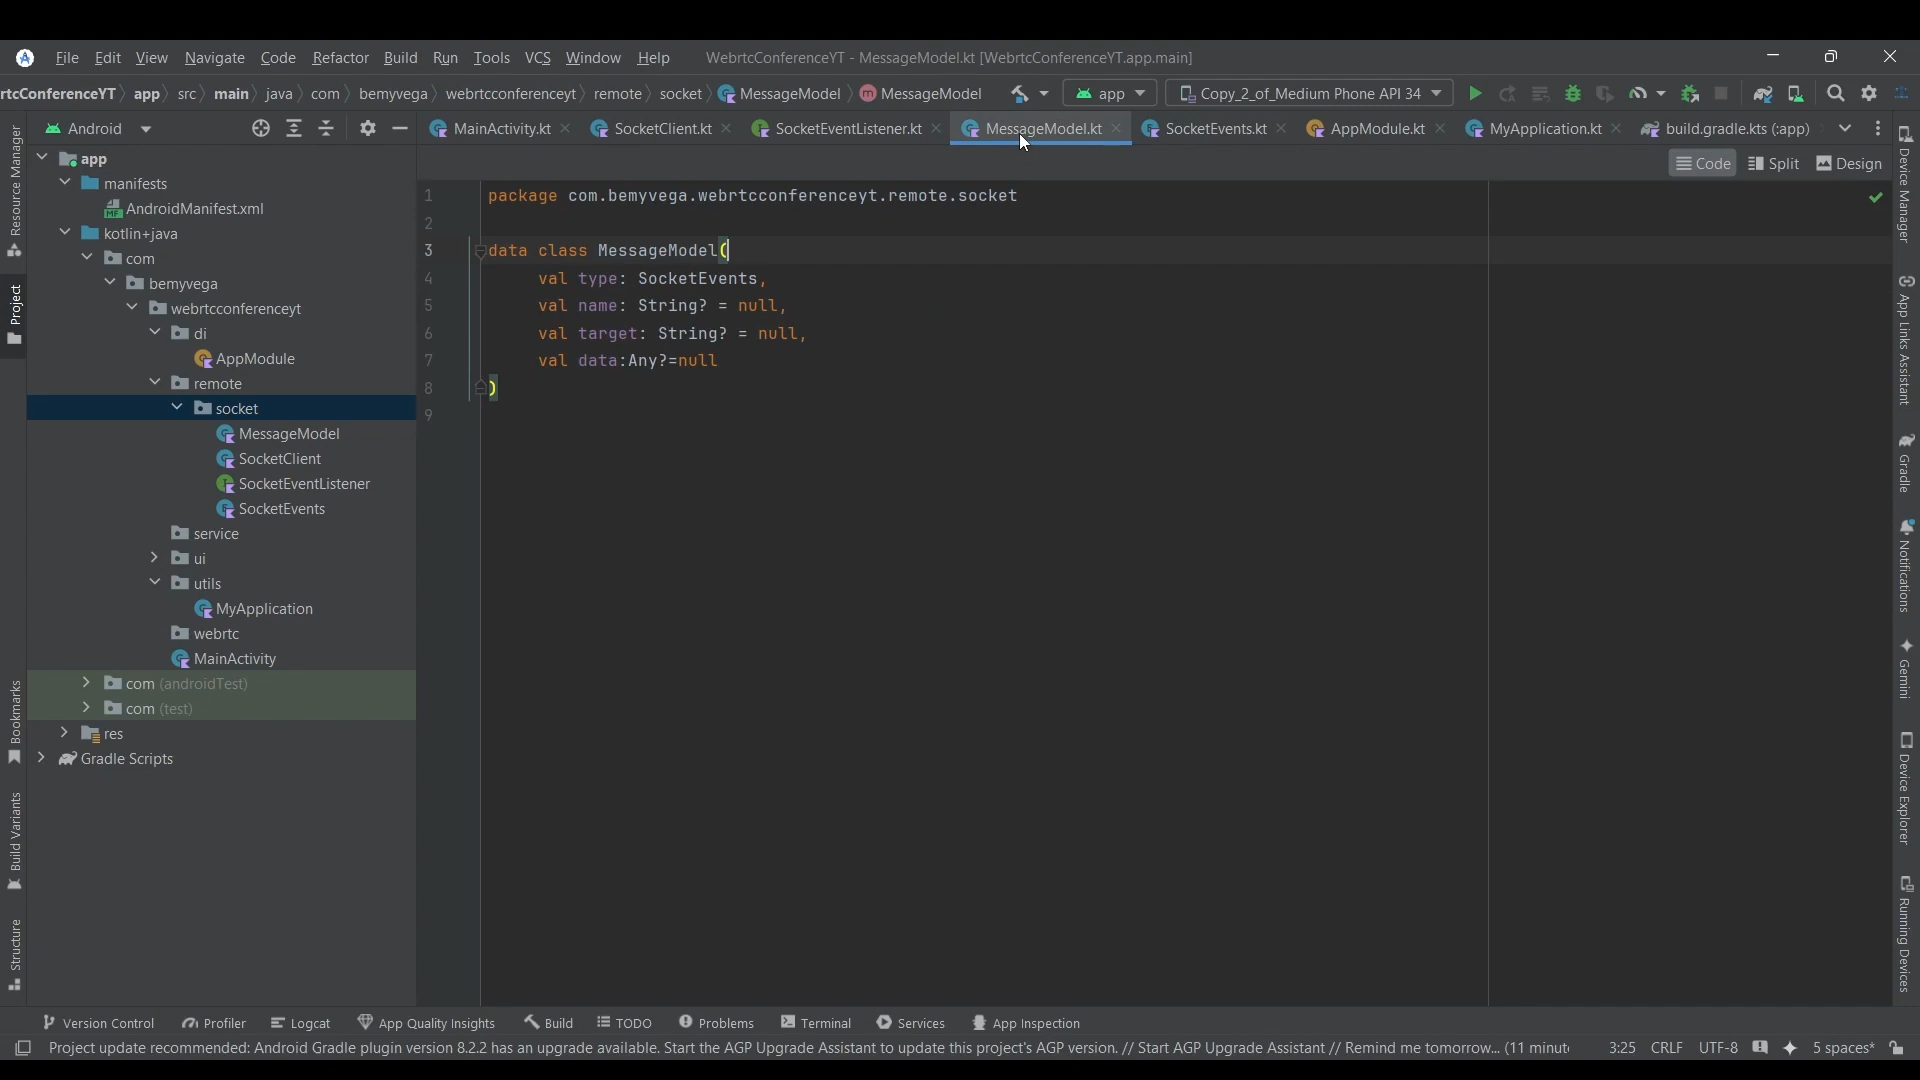 File Edit View Navigate Code Refactor Build Run Tools VCS Window Help WebrtcConferenceYT - MessageModel.kt [WebrtcConferenceYT.app.main]
rtcConferenceYT app src main java com bemyvega webrtcconferenceyt remote socket MessageModel MessageModel app Copy_2_of_Medium Phone API 34
Android MainActivity.kt SocketClient.kt SocketEventListener.kt MessageModel.kt SocketEvents.kt AppModule.kt MyApplication.kt build.gradle.kts (:app)
Code Split Design
Resource Manager
Project
Bookmarks
Build Variants
Structure
app
manifests
AndroidManifest.xml
kotlin+java
com
bemyvega
webrtcconferenceyt
di
AppModule
remote
socket
MessageModel
SocketClient
SocketEventListener
SocketEvents
service
ui
utils
MyApplication
webrtc
MainActivity
com (androidTest)
com (test)
res
Gradle Scripts
1 package com.bemyvega.webrtcconferenceyt.remote.socket
2
3 data class MessageModel(
4 val type: SocketEvents,
5 val name: String? = null,
6 val target: String? = null,
7 val data:Any?=null
8 )
9
Device Manager
App Links Assistant
Gradle
Notifications
Gemini
Device Explorer
Running Devices
Version Control Profiler Logcat App Quality Insights Build TODO Problems Terminal Services App Inspection
Project update recommended: Android Gradle plugin version 8.2.2 has an upgrade available. Start the AGP Upgrade Assistant to update this project's AGP version. // Start AGP Upgrade Assistant // Remind me tomorrow... (11 minut 3:25 CRLF UTF-8 5 spaces*